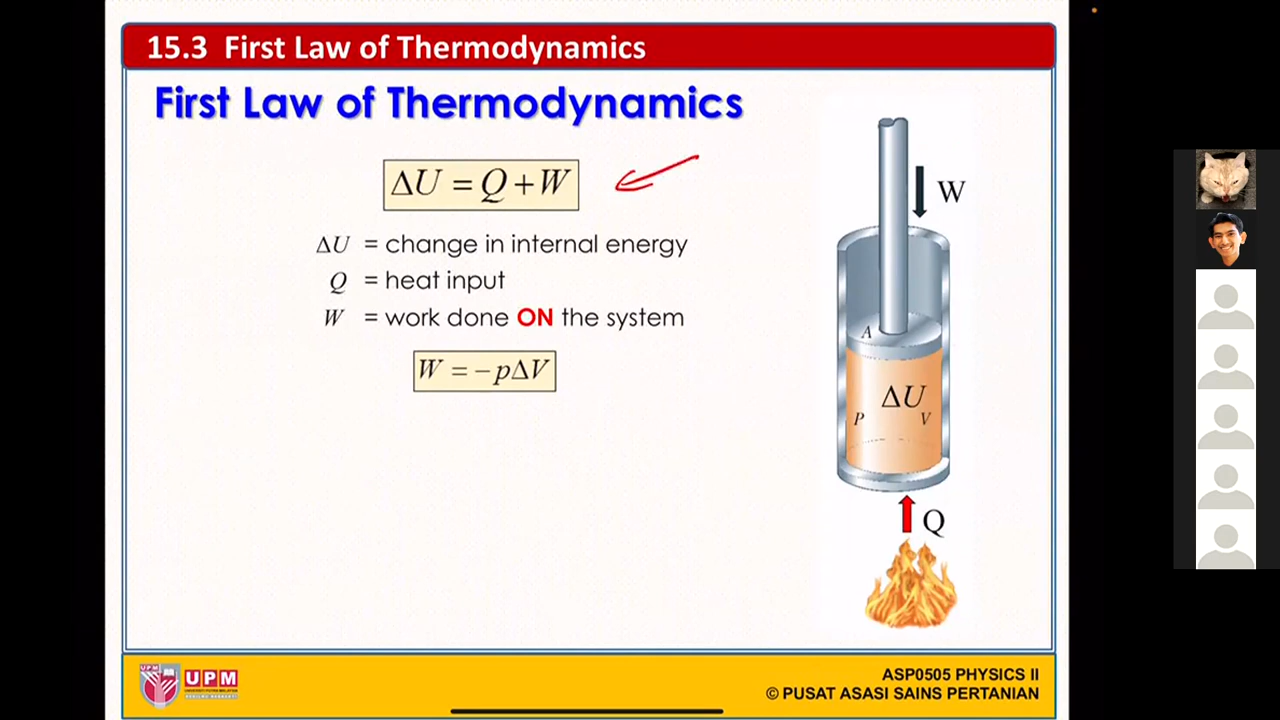 15.3 First Law of Thermodynamics
First Law of Thermodynamics
ΔU = Q + W
ΔU = change in internal energy
Q = heat input
W = work done ON the system
W = − pΔV
W
A
ΔU
P
V
Q
UPM
UPM
ASP0505 PHYSICS II
© PUSAT ASASI SAINS PERTANIAN